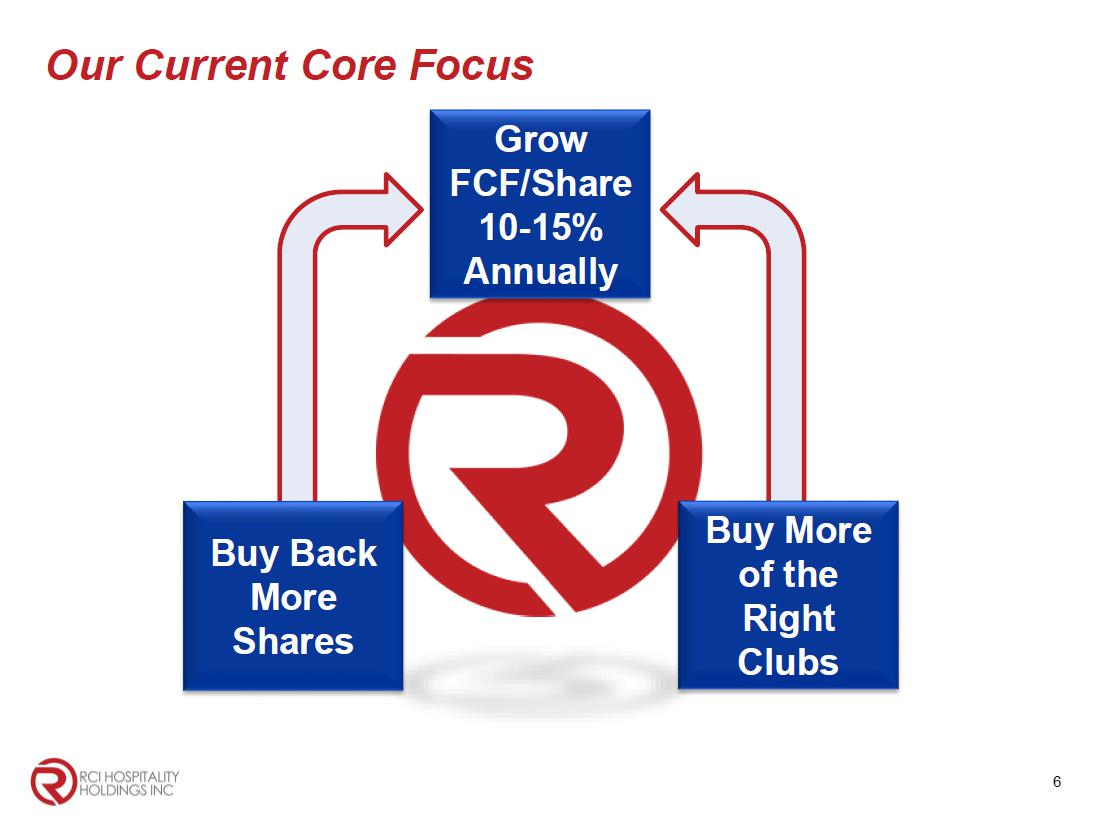 Our Current Core Focus
Grow
FCF/Share
10-15%
Annually
Buy Back
More
Shares
Buy More
of the
Right
Clubs
RCI HOSPITALITY
HOLDINGS INC
6